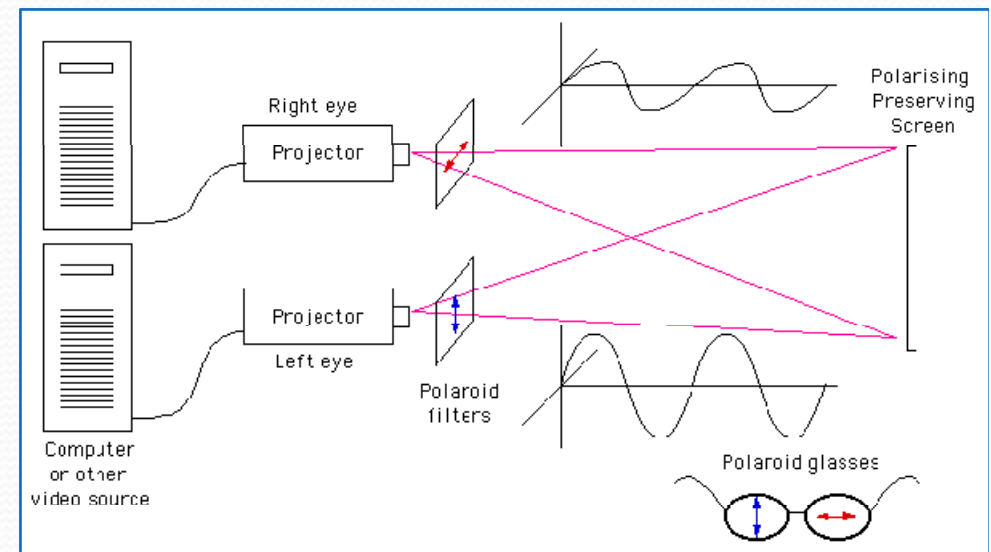 Right eye
Projector
Polarising
Preserving
Screen
Projector
Left eye
Polaroid
filters
Computer
or other
video source
Polaroid glasses